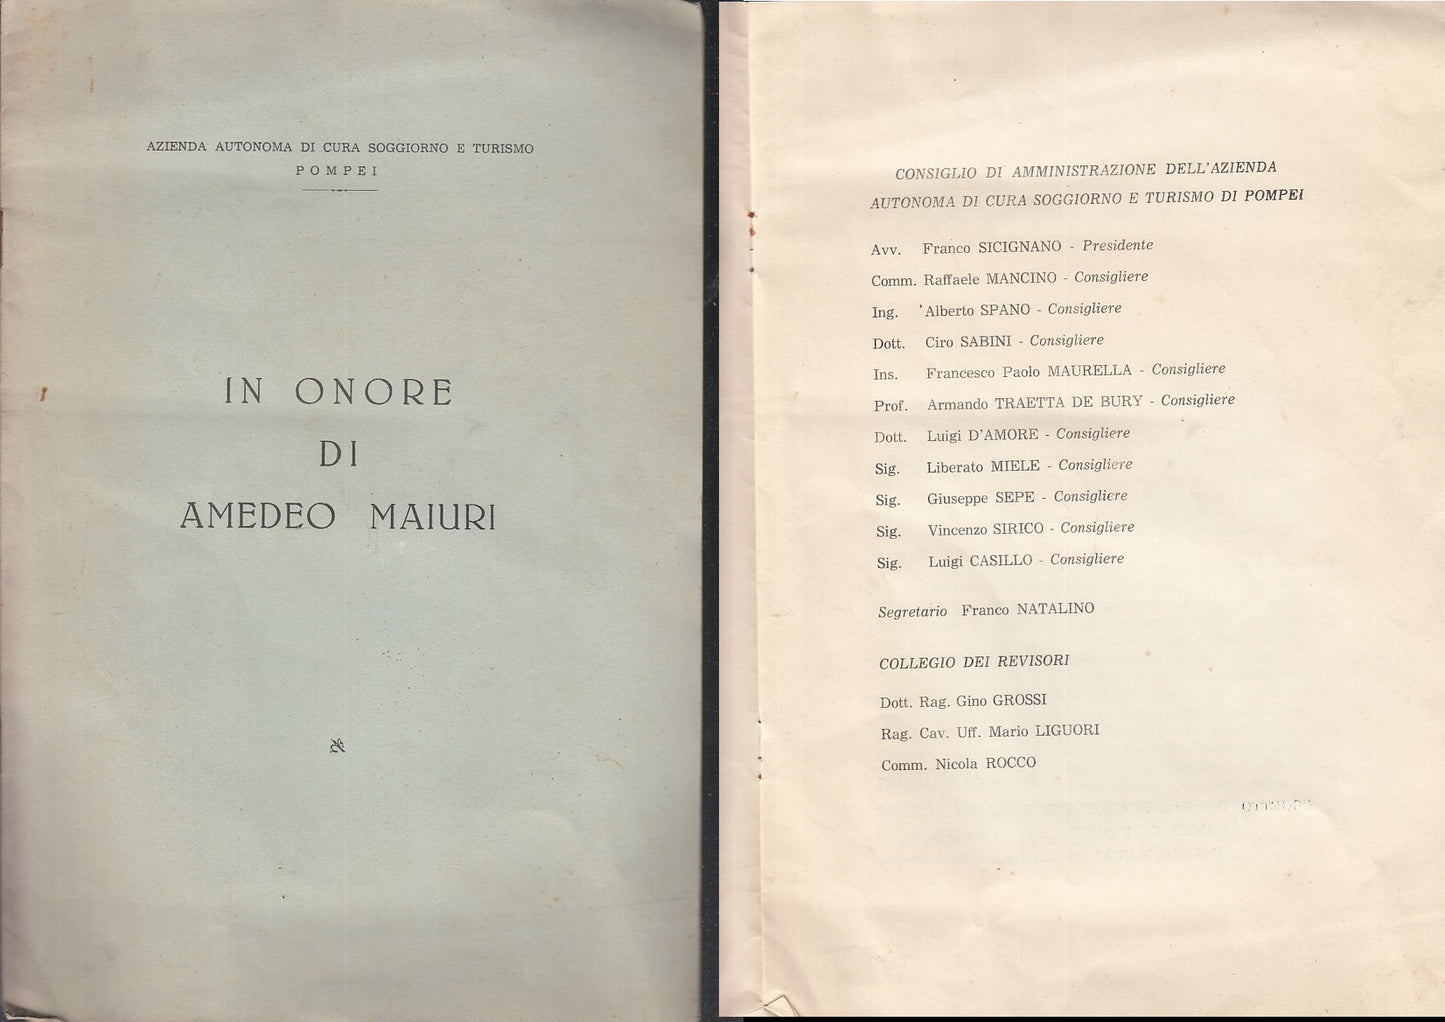 AZIENDA AUTONOMA DI CURA SOGGIORNO E TURISMO
POMPEI
IN ONORE
DI
AMEDEO MAIURI
CONSIGLIO DI AMMINISTRAZIONE DELL'AZIENDA
AUTONOMA DI CURA SOGGIORNO E TURISMO DI POMPEI
Avv. Franco SICIGNANO - Presidente
Comm. Raffaele MANCINO - Consigliere
Ing. Alberto SPANO - Consigliere
Dott. Ciro SABINI - Consigliere
Ins. Francesco Paolo MAURELLA - Consigliere
Prof. Armando TRAETTA DE BURY - Consigliere
Dott. Luigi D'AMORE - Consigliere
Sig. Liberato MIELE - Consigliere
Sig. Giuseppe SEPE - Consigliere
Sig. Vincenzo SIRICO - Consigliere
Sig. Luigi CASILLO - Consigliere
Segretario Franco NATALINO
COLLEGIO DEI REVISORI
Dott. Rag. Gino GROSSI
Rag. Cav. Uff. Mario LIGUORI
Comm. Nicola ROCCO